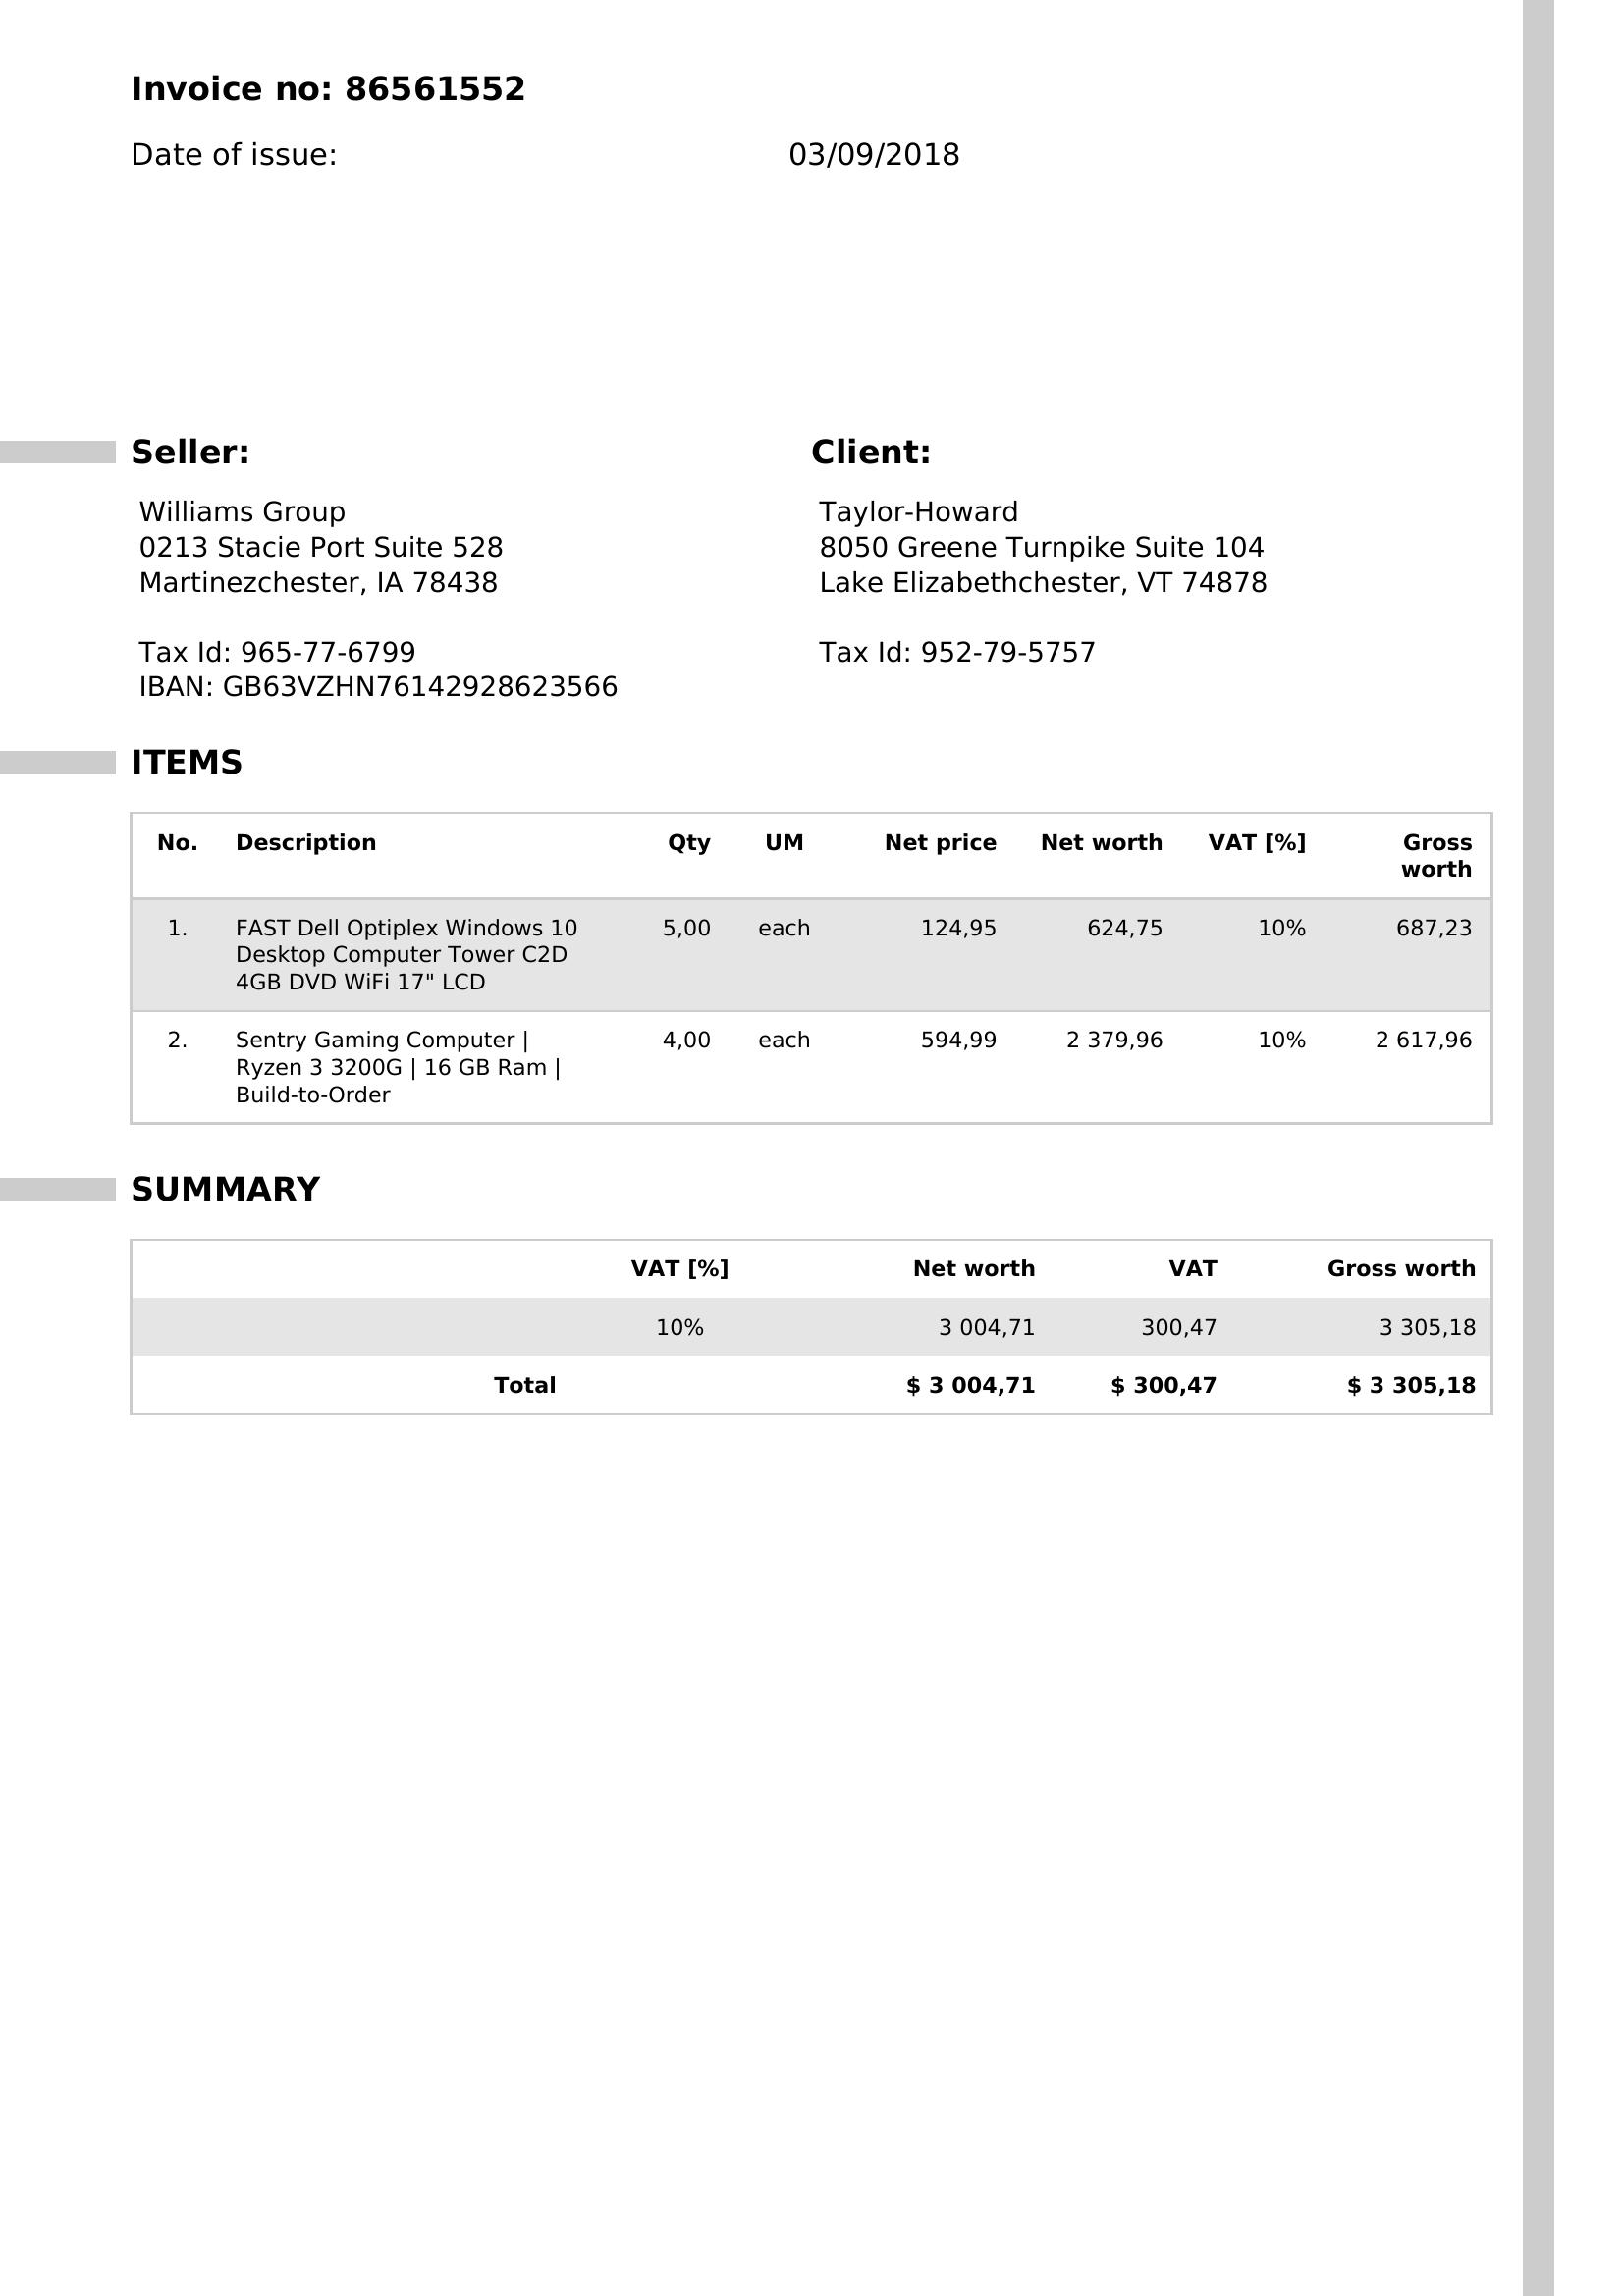 Invoice no: 86561552
Date of issue: 03/09/2018
Seller:
Williams Group
0213 Stacie Port Suite 528
Martinezchester, IA 78438
Tax Id: 965-77-6799
IBAN: GB63VZHN76142928623566
Client:
Taylor-Howard
8050 Greene Turnpike Suite 104
Lake Elizabethchester, VT 74878
Tax Id: 952-79-5757
ITEMS
No. Description Qty UM Net price Net worth VAT [%] Gross
worth
1. FAST Dell Optiplex Windows 10 5,00 each 124,95 624,75 10% 687,23
Desktop Computer Tower C2D
4GB DVD WiFi 17" LCD
2. Sentry Gaming Computer | 4,00 each 594,99 2 379,96 10% 2 617,96
Ryzen 3 3200G | 16 GB Ram |
Build-to-Order
SUMMARY
VAT [%] Net worth VAT Gross worth
10% 3 004,71 300,47 3 305,18
Total $ 3 004,71 $ 300,47 $ 3 305,18